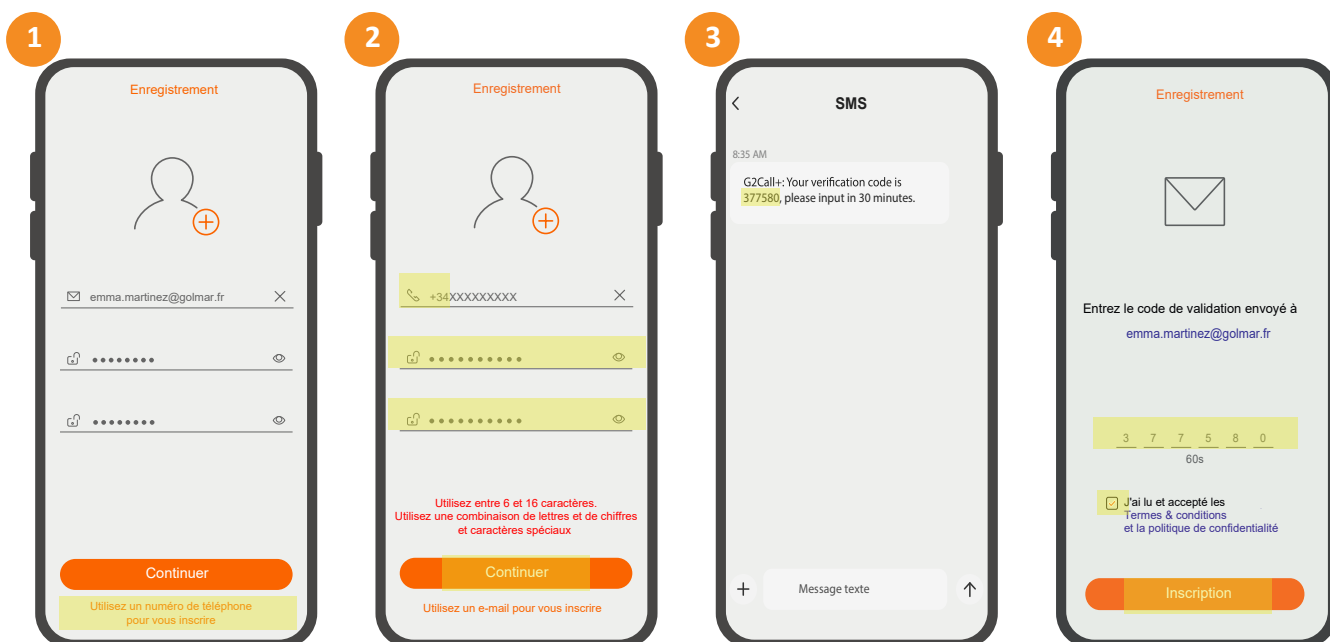 1
Enregistrement
emma.martinez@golmar.fr
Continuer
Utilisez un numéro de téléphone
pour vous inscrire
2
Enregistrement
+34XXXXXXXXX
Utilisez entre 6 et 16 caractères.
Utilisez une combinaison de lettres et de chiffres
et caractères spéciaux
Continuer
Utilisez un e-mail pour vous inscrire
3
SMS
8:35 AM
G2Call+: Your verification code is
377580, please input in 30 minutes.
Message texte
4
Enregistrement
Entrez le code de validation envoyé à
emma.martinez@golmar.fr
3 7 7 5 8 0
60s
J'ai lu et accepté les
Termes & conditions
et la politique de confidentialité
Inscription